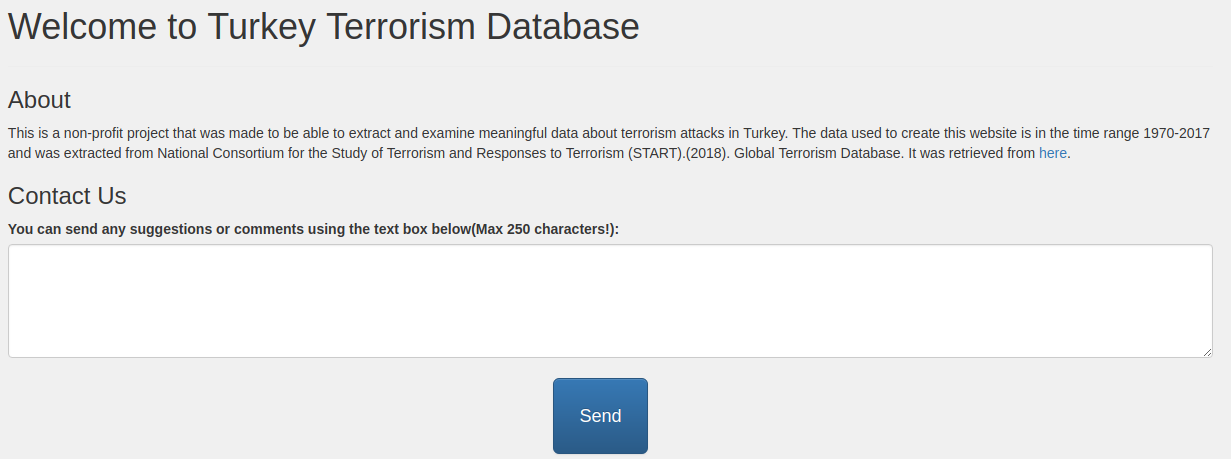 Welcome to Turkey Terrorism Database
About
This is a non-profit project that was made to be able to extract and examine meaningful data about terrorism attacks in Turkey. The data used to create this website is in the time range 1970-2017
and was extracted from National Consortium for the Study of Terrorism and Responses to Terrorism (START).(2018). Global Terrorism Database. It was retrieved from here.
Contact Us
You can send any suggestions or comments using the text box below(Max 250 characters!):
Send